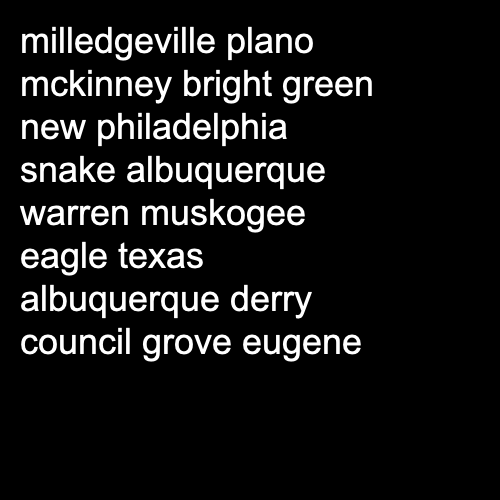 milledgeville plano
mckinney bright green
new philadelphia
snake albuquerque
warren muskogee
eagle texas
albuquerque derry
council grove eugene